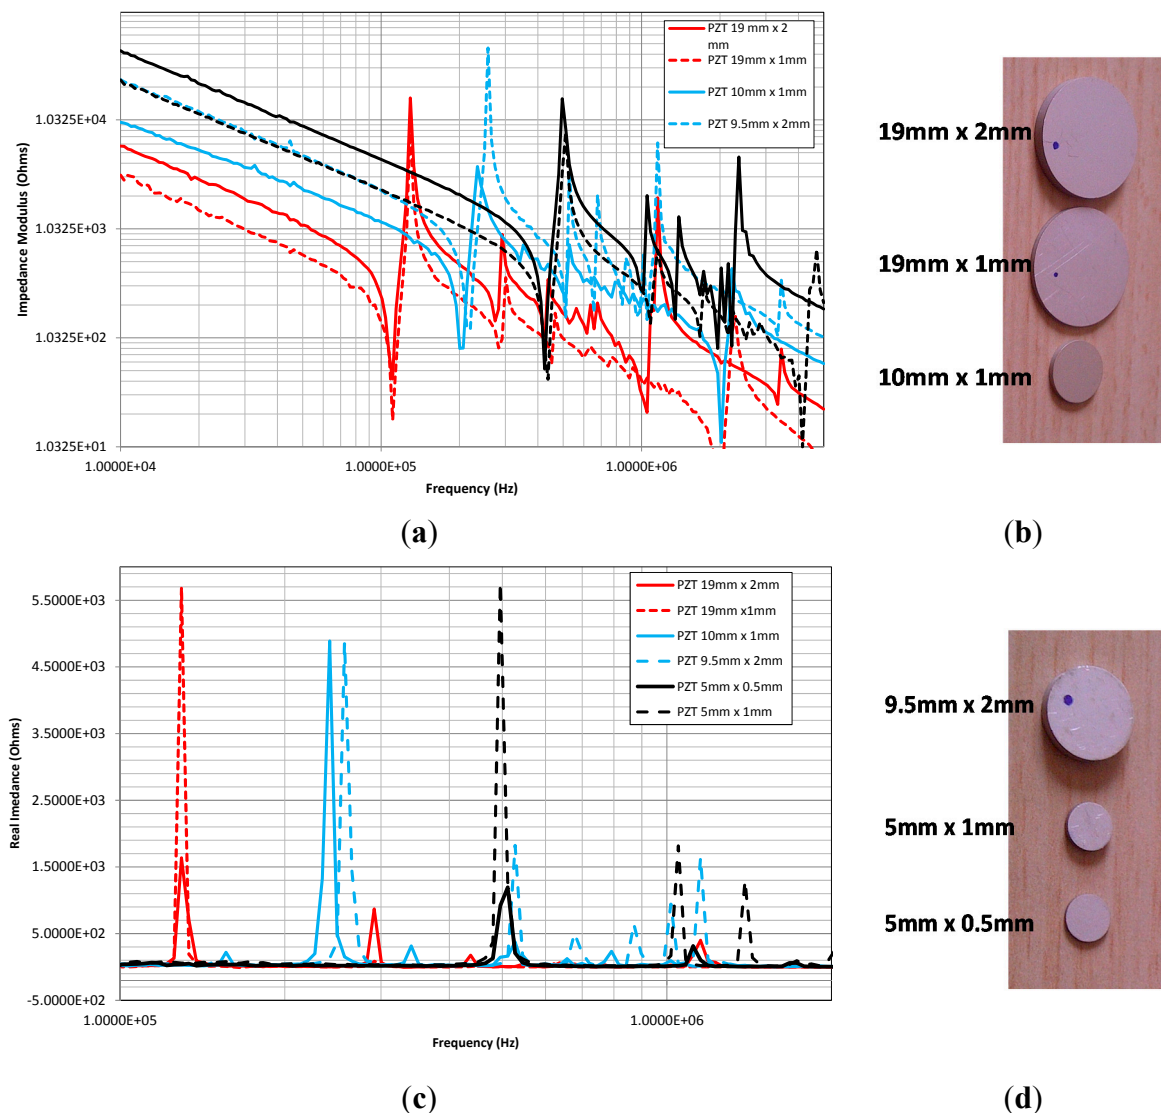 PZT 19 mm x 2
mm
PZT 19mm x 1mm
PZT 10mm x 1mm
PZT 9.5mm x 2mm
1.0325E+04
1.0325E+03
1.0325E+02
1.0325E+01
Impedance Modulus (Ohms)
1.0000E+04
1.0000E+05
1.0000E+06
Frequency (Hz)
19mm x 2mm
19mm x 1mm
10mm x 1mm
(a)
(b)
PZT 19mm x 2mm
PZT 19mm x1mm
PZT 10mm x 1mm
PZT 9.5mm x 2mm
PZT 5mm x 0.5mm
PZT 5mm x 1mm
5.5000E+03
4.5000E+03
3.5000E+03
2.5000E+03
1.5000E+03
5.0000E+02
-5.0000E+02
Real Imedance (Ohms)
1.0000E+05
1.0000E+06
Frequency (Hz)
9.5mm x 2mm
5mm x 1mm
5mm x 0.5mm
(c)
(d)